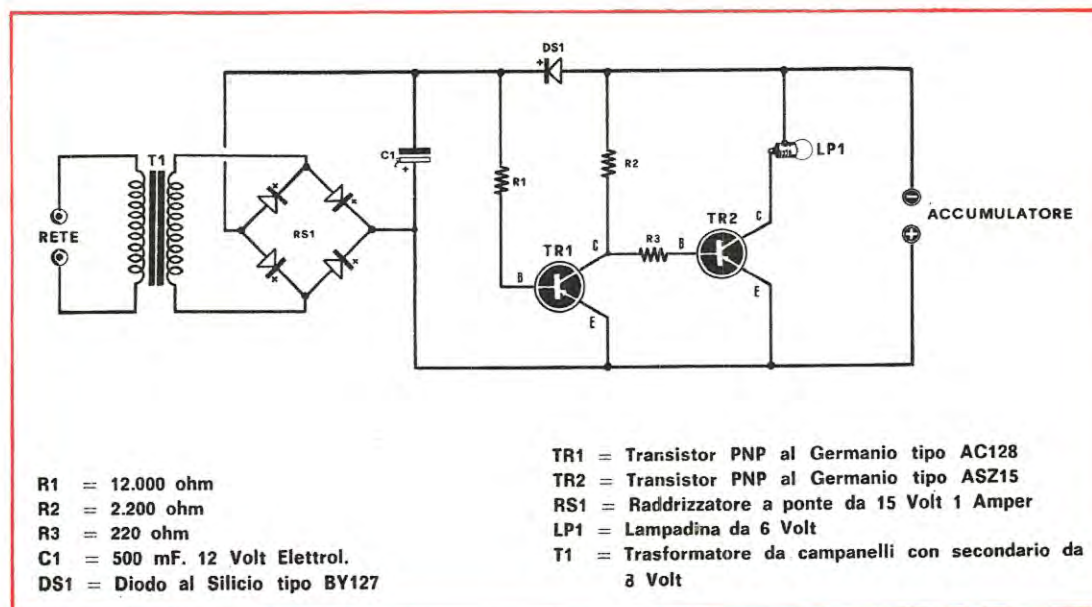 DS1
C1
+
R1
R2
LP1
T1
RETE
RS1
TR1
B
C
E
R3
TR2
B
C
E
ACCUMULATORE
R1 = 12.000 ohm
R2 = 2.200 ohm
R3 = 220 ohm
C1 = 500 mF. 12 Volt Elettrol.
DS1 = Diodo al Silicio tipo BY127
TR1 = Transistor PNP al Germanio tipo AC128
TR2 = Transistor PNP al Germanio tipo ASZ15
RS1 = Raddrizzatore a ponte da 15 Volt 1 Amper
LP1 = Lampadina da 6 Volt
T1 = Trasformatore da campanelli con secondario da
8 Volt